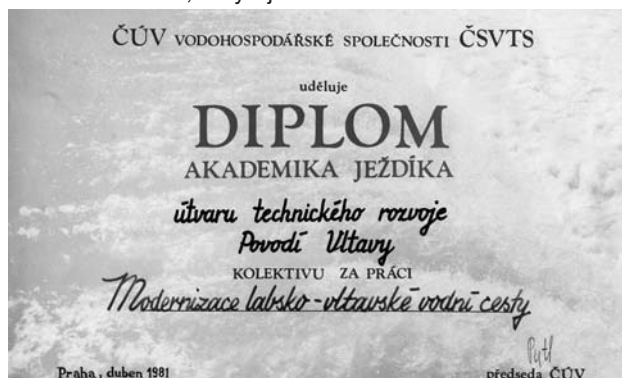 ČÚV VODOHOSPODÁŘSKÉ SPOLEČNOSTI ČSVTS
uděluje
DIPLOM
AKADEMIKA JEŽDÍKA
útvaru technického rozvoje
Povodí Vltavy
KOLEKTIVU ZA PRÁCI
Modernizace labsko-vltavské vodní cesty
Praha, duben 1981
předseda ČÚV